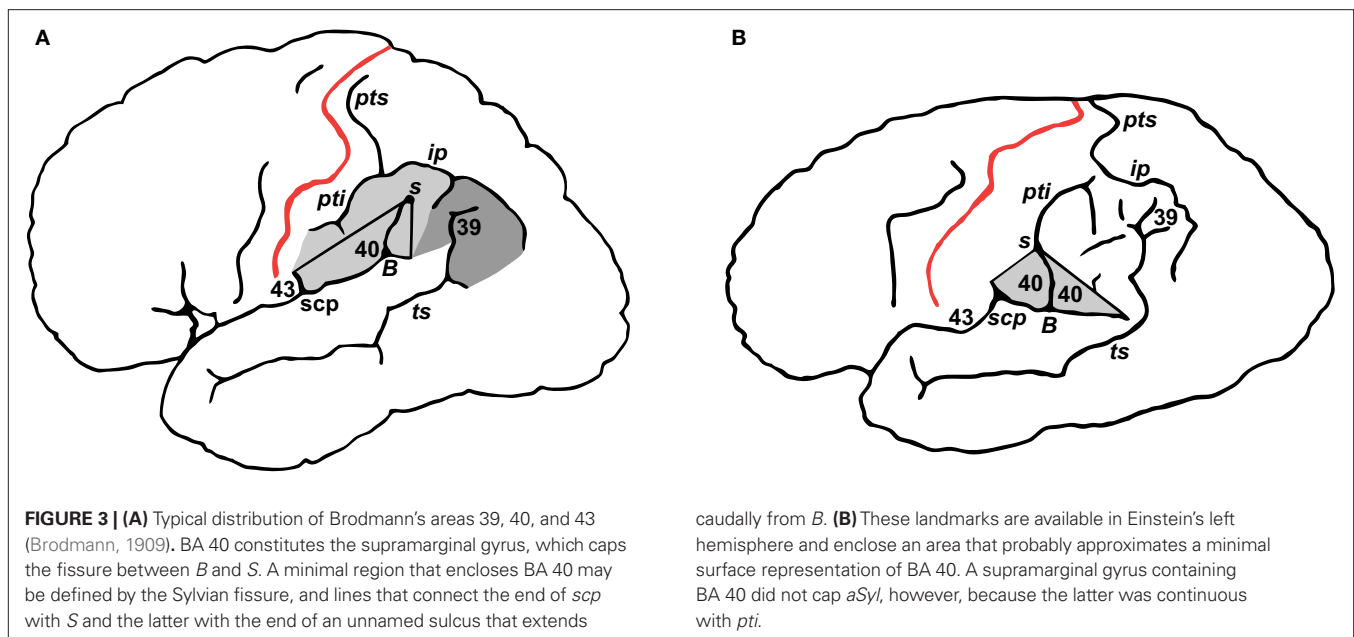 A
pts
ip
s
pti
39
40
B
43
scp
ts
B
pts
ip
pti
39
s
40
40
43
scp
B
ts
FIGURE 3 | (A) Typical distribution of Brodmann’s areas 39, 40, and 43
(Brodmann, 1909). BA 40 constitutes the supramarginal gyrus, which caps
the fissure between B and S. A minimal region that encloses BA 40 may
be defined by the Sylvian fissure, and lines that connect the end of scp
with S and the latter with the end of an unnamed sulcus that extends
caudally from B. (B) These landmarks are available in Einstein’s left
hemisphere and enclose an area that probably approximates a minimal
surface representation of BA 40. A supramarginal gyrus containing
BA 40 did not cap aSyl, however, because the latter was continuous
with pti.